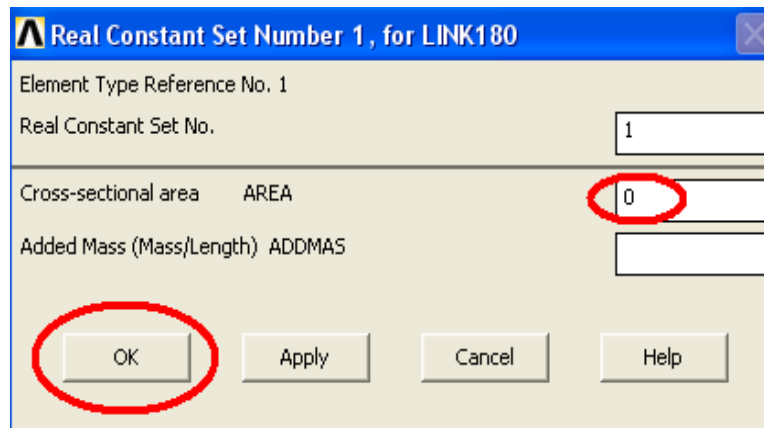 Real Constant Set Number 1, for LINK180
Element Type Reference No. 1
Real Constant Set No. 1
Cross-sectional area AREA 0
Added Mass (Mass/Length) ADDMAS
OK Apply Cancel Help